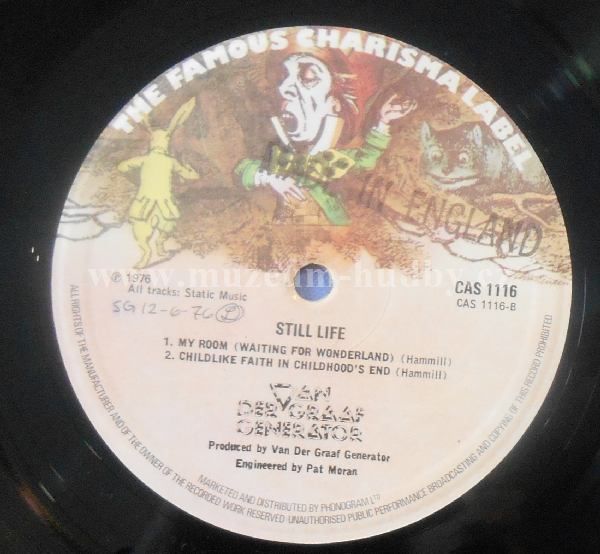 THE FAMOUS CHARISMA LABEL
MADE IN ENGLAND
www.muzeum-hudby.cz
℗ 1976
All tracks: Static Music
SG 12-6-76 L
CAS 1116
CAS 1116-B
STILL LIFE
1. MY ROOM (WAITING FOR WONDERLAND) (Hammill)
2. CHILDLIKE FAITH IN CHILDHOOD'S END (Hammill)
VAN
DER GRAAF
GENERATOR
Produced by Van Der Graaf Generator
Engineered by Pat Moran
MARKETED AND DISTRIBUTED BY PHONOGRAM LTD
ALL RIGHTS OF THE MANUFACTURER AND OF THE OWNER OF THE RECORDED WORK RESERVED UNAUTHORISED PUBLIC PERFORMANCE BROADCASTING AND COPYING OF THIS RECORD PROHIBITED